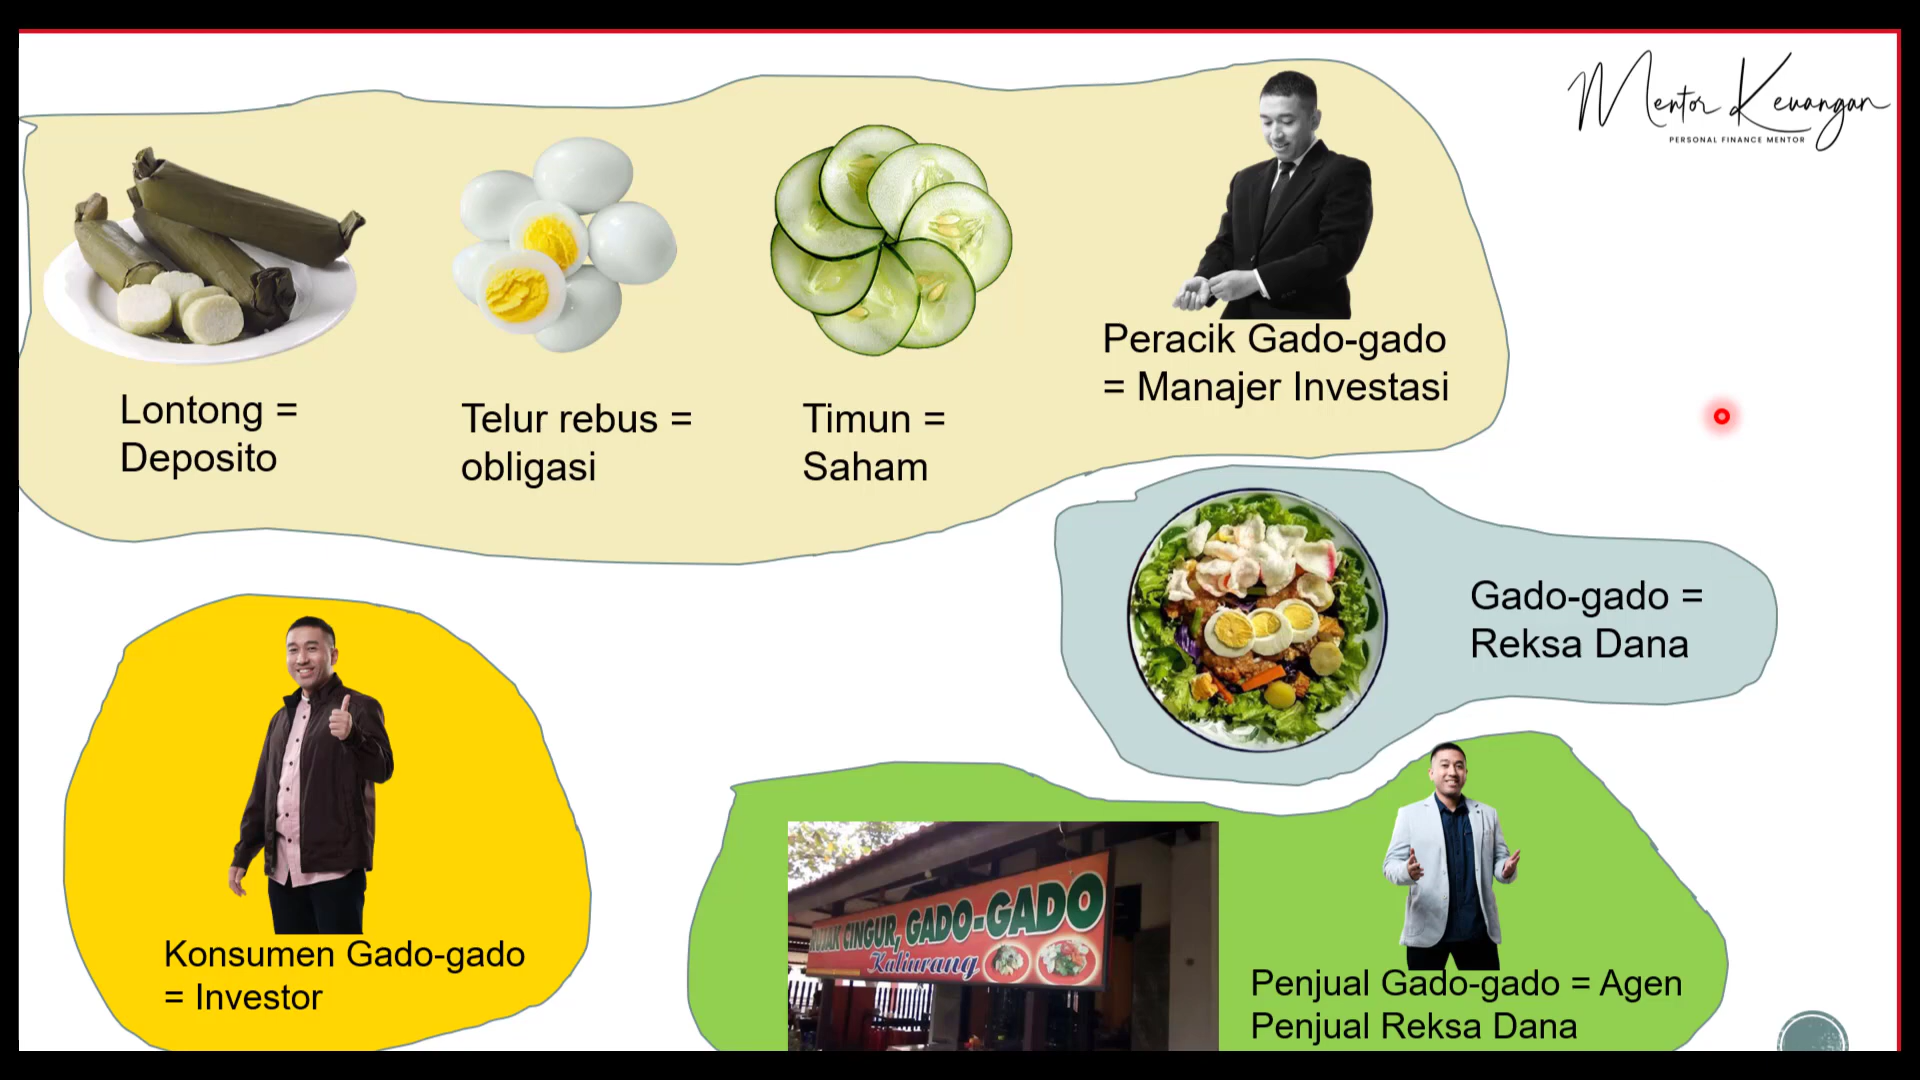 Mentor Keuangan
PERSONAL FINANCE MENTOR
Peracik Gado-gado
= Manajer Investasi
Lontong =
Deposito
Telur rebus =
obligasi
Timun =
Saham
Gado-gado =
Reksa Dana
Konsumen Gado-gado
= Investor
RUJAK CINGUR, GADO-GADO
Kaliurang
Penjual Gado-gado = Agen
Penjual Reksa Dana